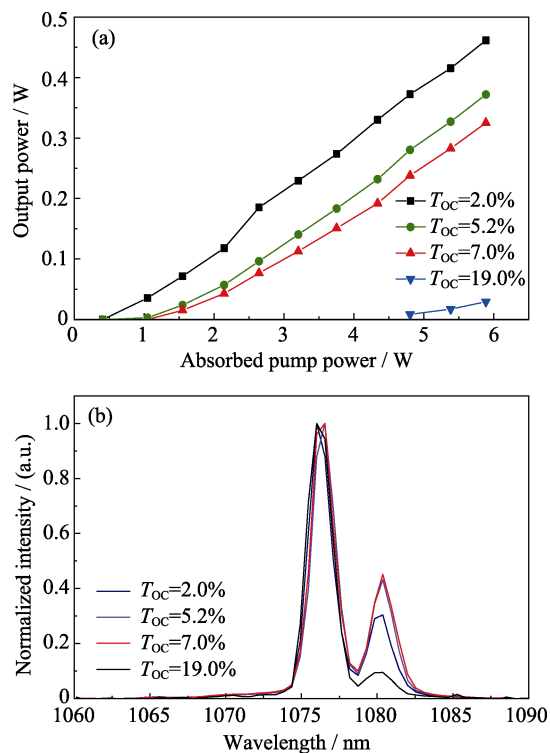 (a)
Output power / W
0.5
0.4
0.3
0.2
0.1
0
T_OC=2.0%
T_OC=5.2%
T_OC=7.0%
T_OC=19.0%
0 1 2 3 4 5 6
Absorbed pump power / W
(b)
Normalized intensity / (a.u.)
1.0
0.8
0.6
0.4
0.2
0
T_OC=2.0%
T_OC=5.2%
T_OC=7.0%
T_OC=19.0%
1060 1065 1070 1075 1080 1085 1090
Wavelength / nm